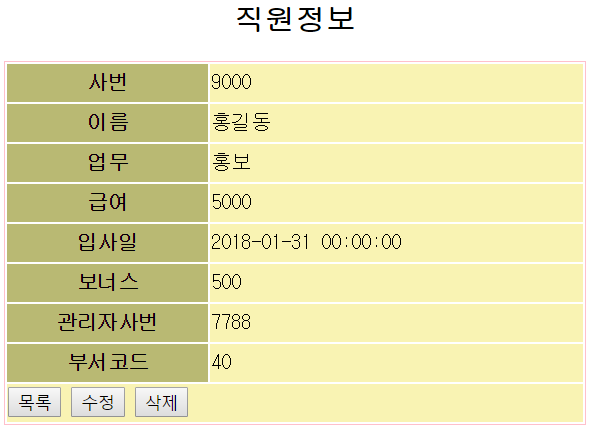 직원정보
사번 9000
이름 홍길동
업무 홍보
급여 5000
입사일 2018-01-31 00:00:00
보너스 500
관리자사번 7788
부서코드 40
목록 수정 삭제